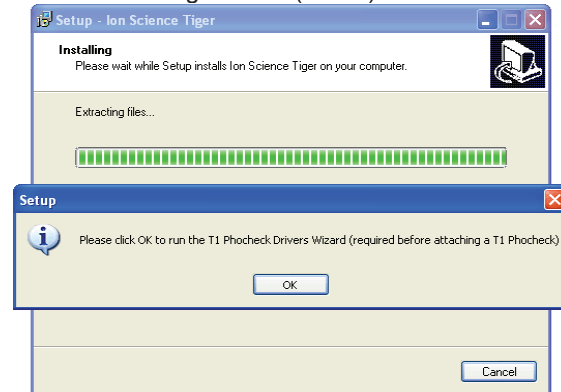 Setup - Ion Science Tiger
Installing
Please wait while Setup installs Ion Science Tiger on your computer.
Extracting files...
Setup
Please click OK to run the T1 Phocheck Drivers Wizard (required before attaching a T1 Phocheck)
OK
Cancel